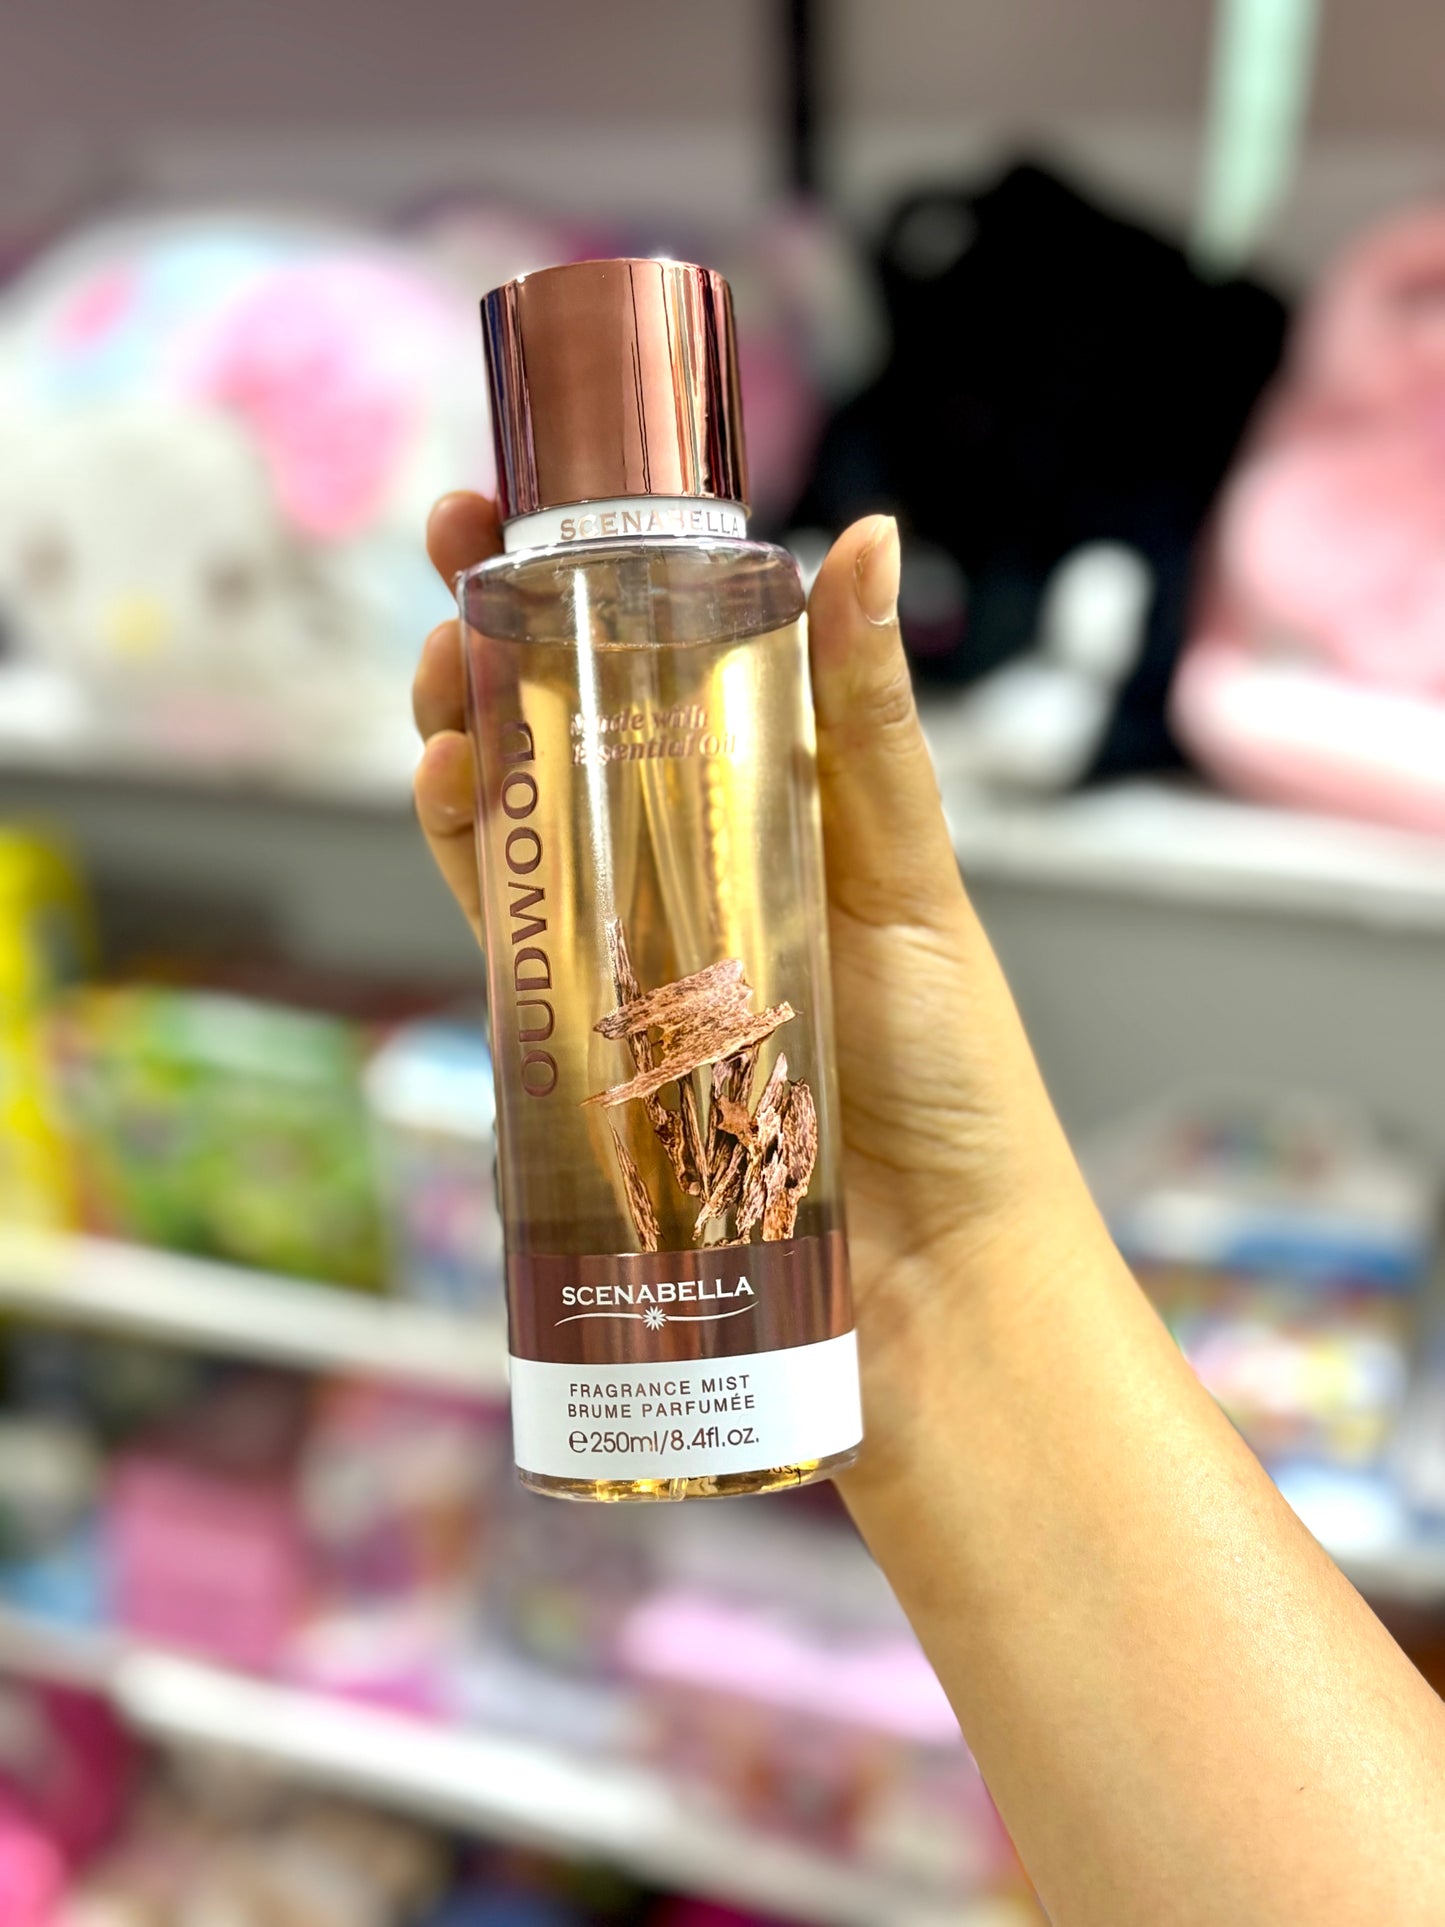 SCENABELLA
Made with
Essential Oil
OUDWOOD
SCENABELLA
FRAGRANCE MIST
BRUME PARFUMÉE
℮250ml/8.4fl.oz.